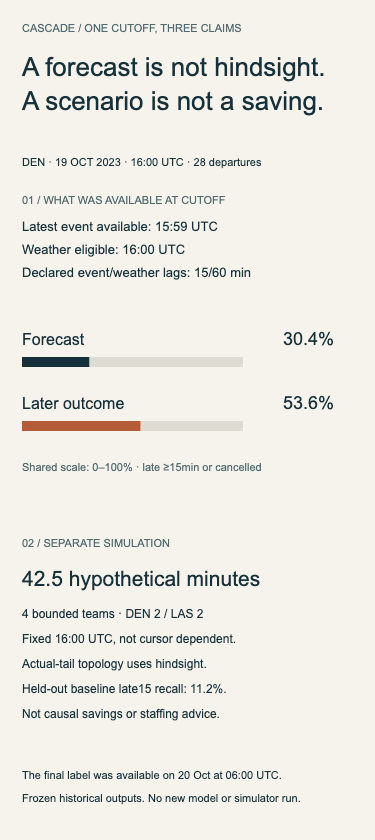 CASCADE / ONE CUTOFF, THREE CLAIMS
A forecast is not hindsight.
A scenario is not a saving.
DEN · 19 OCT 2023 · 16:00 UTC · 28 departures
01 / WHAT WAS AVAILABLE AT CUTOFF
Latest event available: 15:59 UTC
Weather eligible: 16:00 UTC
Declared event/weather lags: 15/60 min
Forecast 30.4%
Later outcome 53.6%
Shared scale: 0–100% · late ≥15min or cancelled
02 / SEPARATE SIMULATION
42.5 hypothetical minutes
4 bounded teams · DEN 2 / LAS 2
Fixed 16:00 UTC, not cursor dependent.
Actual-tail topology uses hindsight.
Held-out baseline late15 recall: 11.2%.
Not causal savings or staffing advice.
The final label was available on 20 Oct at 06:00 UTC.
Frozen historical outputs. No new model or simulator run.